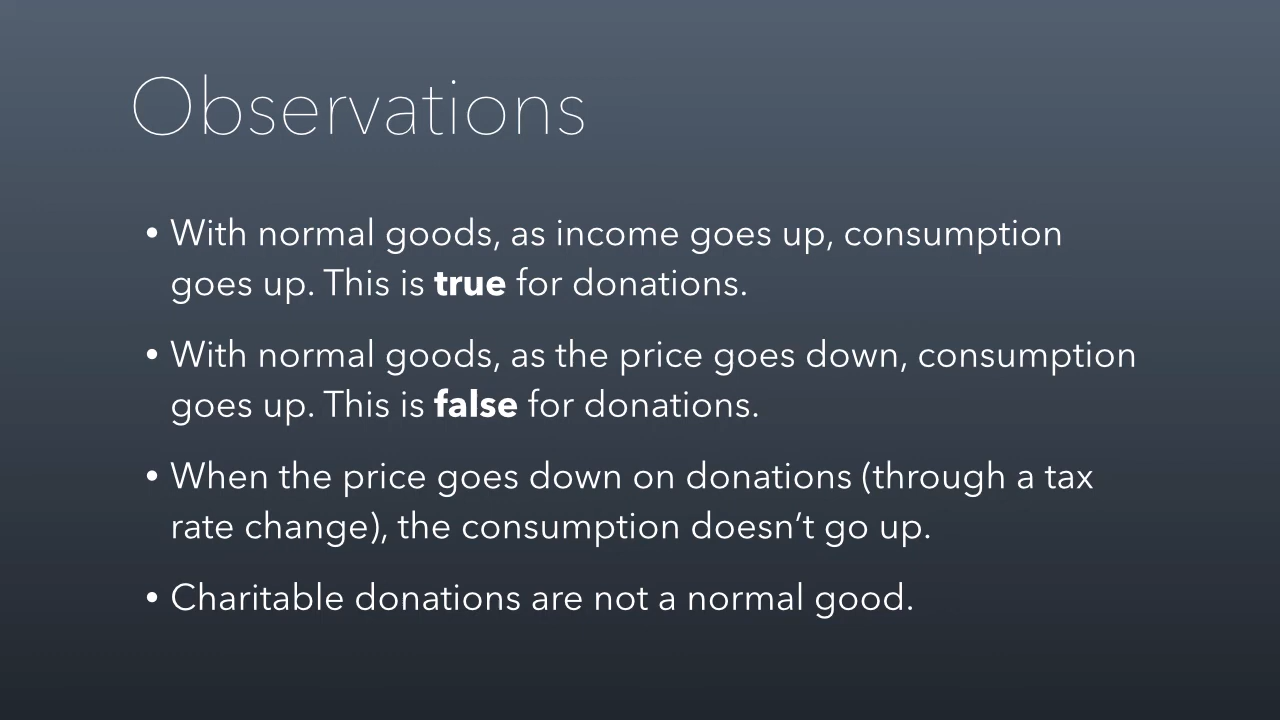 Observations
• With normal goods, as income goes up, consumption
goes up. This is true for donations.
• With normal goods, as the price goes down, consumption
goes up. This is false for donations.
• When the price goes down on donations (through a tax
rate change), the consumption doesn’t go up.
• Charitable donations are not a normal good.